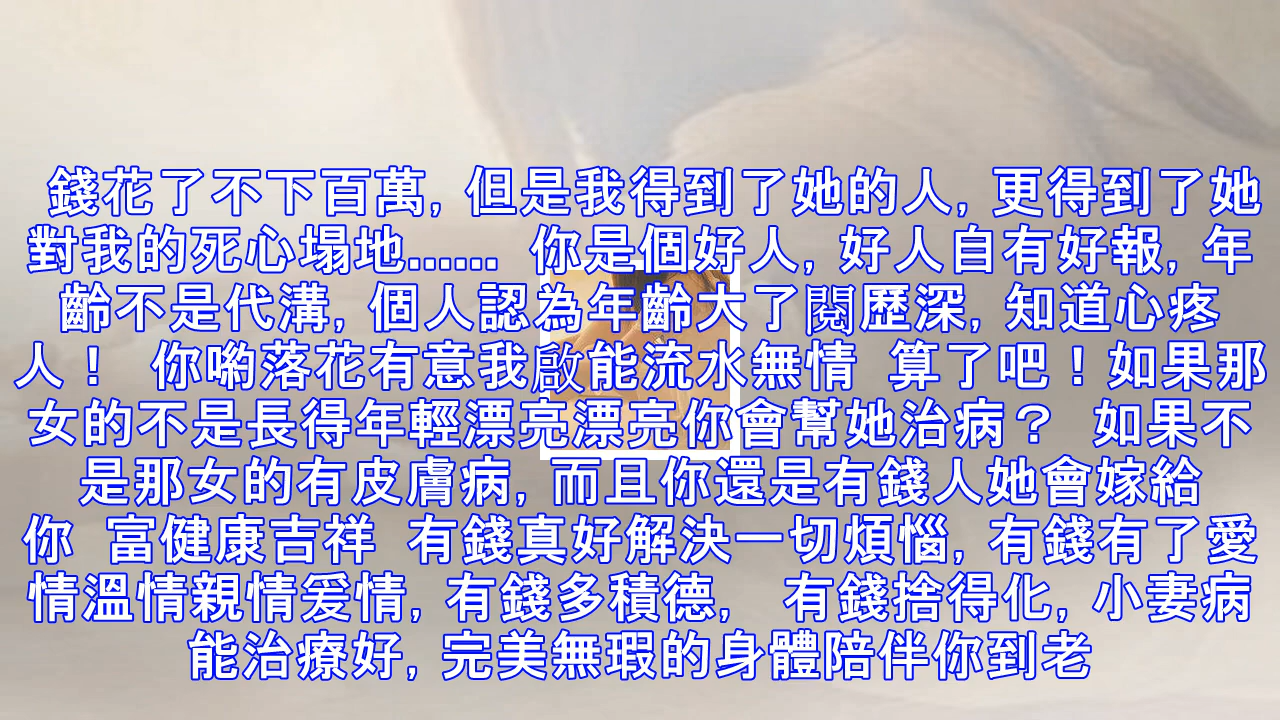 錢花了不下百萬, 但是我得到了她的人, 更得到了她
對我的死心塌地...... 你是個好人, 好人自有好報, 年
齡不是代溝, 個人認為年齡大了閱歷深, 知道心疼
人！ 你喲落花有意我啟能流水無情 算了吧！如果那
女的不是長得年輕漂亮漂亮你會幫她治病？ 如果不
是那女的有皮膚病, 而且你還是有錢人她會嫁給
你 富健康吉祥 有錢真好解決一切煩惱, 有錢有了愛
情溫情親情爰情, 有錢多積德, 有錢捨得化, 小妻病
能治療好, 完美無瑕的身體陪伴你到老